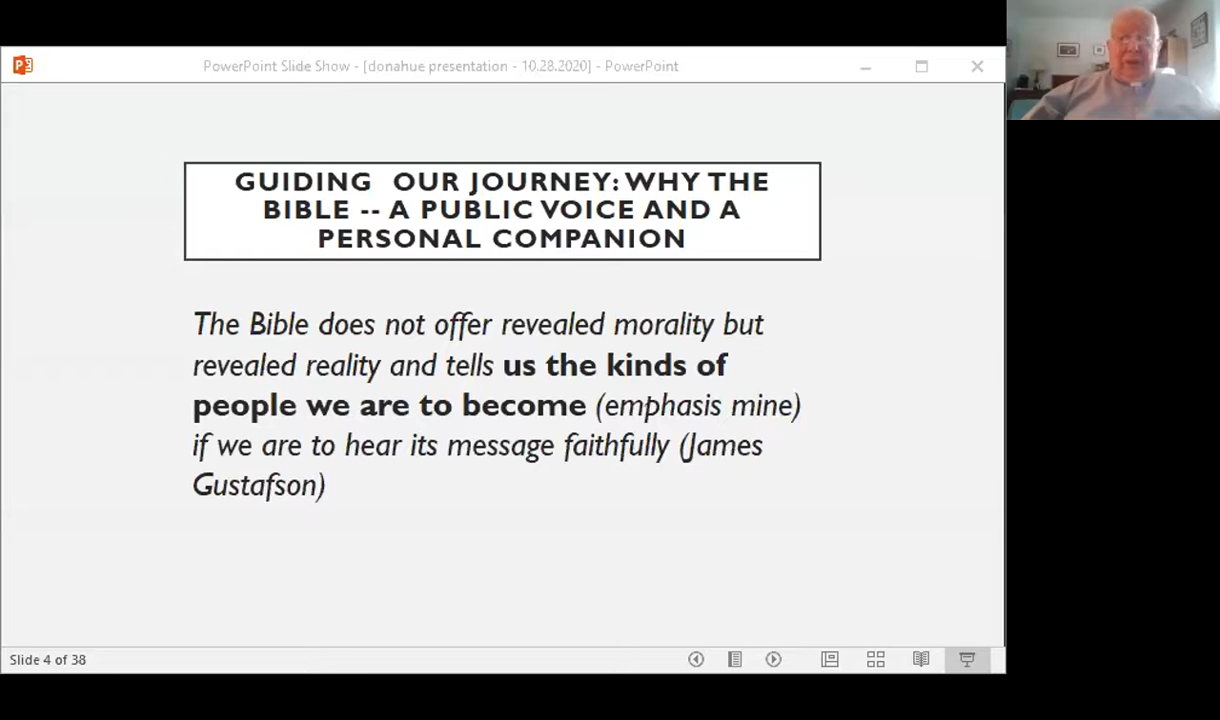 PowerPoint Slide Show - [donahue presentation - 10.28.2020] - PowerPoint
GUIDING OUR JOURNEY: WHY THE
BIBLE -- A PUBLIC VOICE AND A
PERSONAL COMPANION
The Bible does not offer revealed morality but
revealed reality and tells us the kinds of
people we are to become (emphasis mine)
if we are to hear its message faithfully (James
Gustafson)
Slide 4 of 38